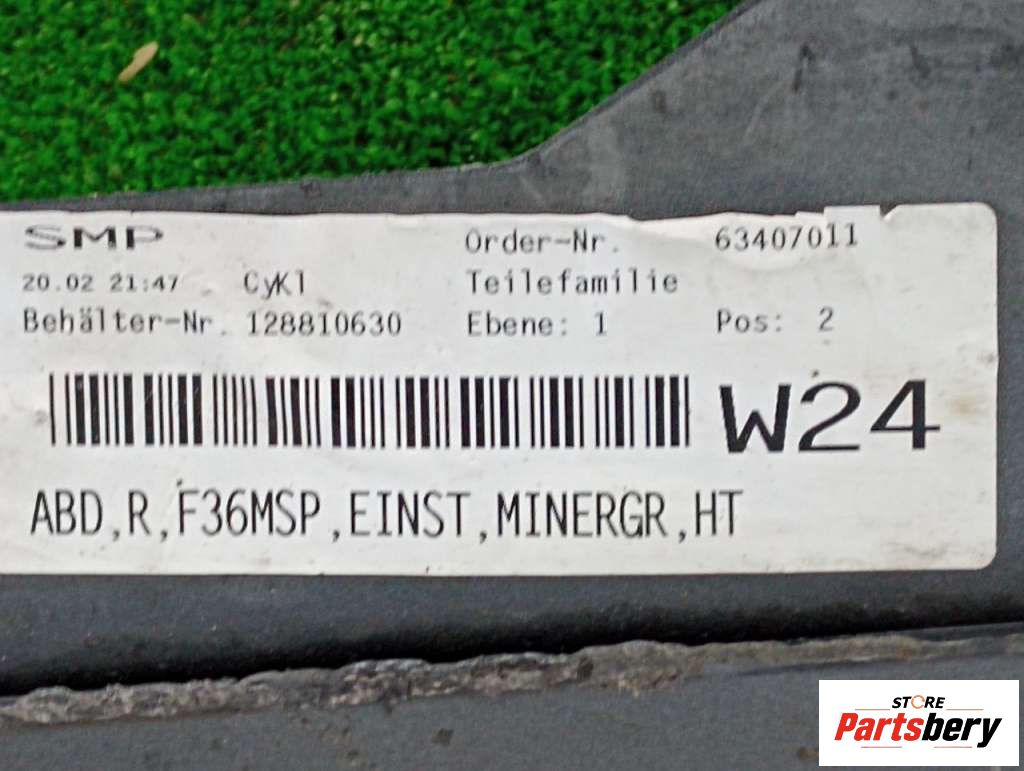 SMP Order-Nr. 63407011
20.02 21:47 CyKl Teilefamilie
Behälter-Nr. 128810630 Ebene: 1 Pos: 2
W24
ABD,R,F36MSP,EINST,MINERGR,HT
STORE
Partsbery